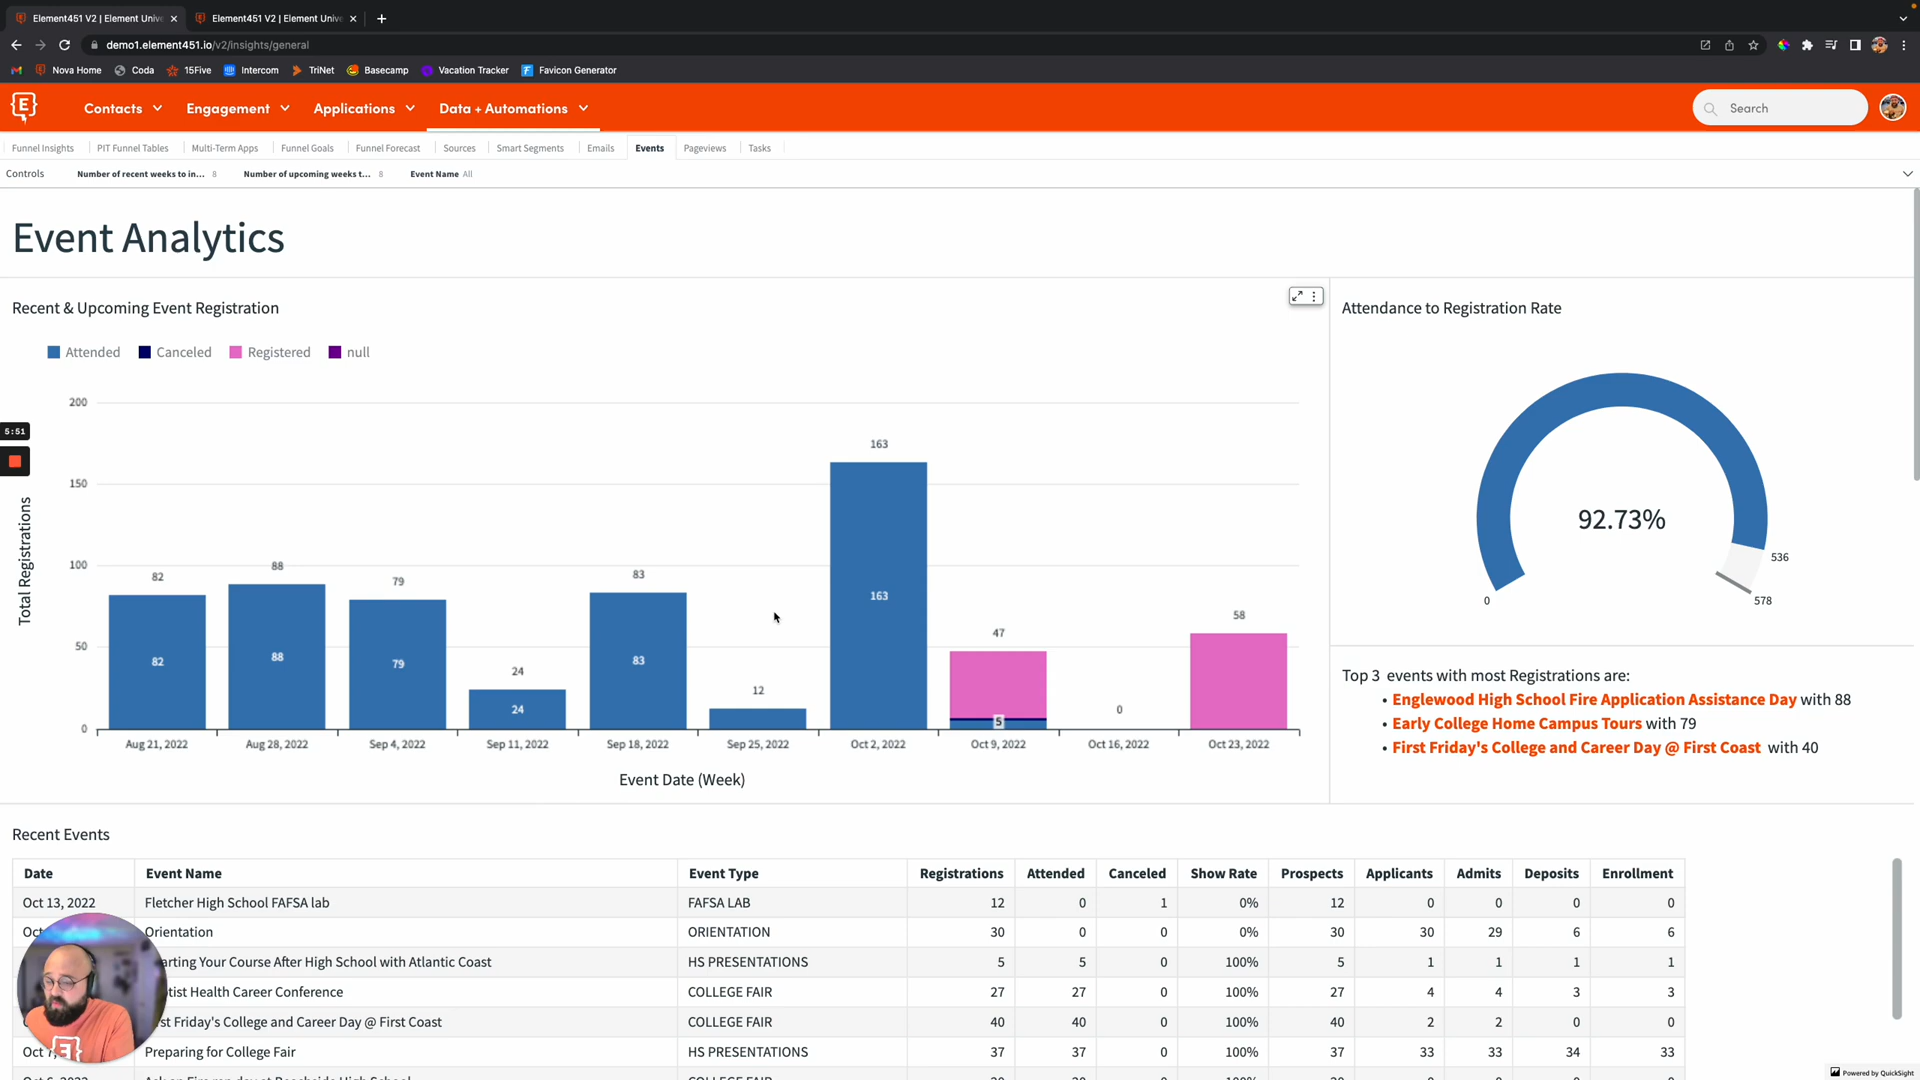 Element451 V2 | Element Unive
Element451 V2 | Element Unive
demo1.element451.io/v2/insights/general
Nova Home
Coda
15Five
Intercom
TriNet
Basecamp
Vacation Tracker
Favicon Generator
E
Contacts
Engagement
Applications
Data + Automations
Search
Funnel Insights
PIT Funnel Tables
Multi-Term Apps
Funnel Goals
Funnel Forecast
Sources
Smart Segments
Emails
Events
Pageviews
Tasks
Controls
Number of recent weeks to in... 8
Number of upcoming weeks t... 8
Event Name All
Event Analytics
Recent & Upcoming Event Registration
Attended
Canceled
Registered
null
200
150
100
50
0
Total Registrations
5:51
82
82
88
88
79
79
24
24
83
83
12
163
163
47
5
0
58
Aug 21, 2022
Aug 28, 2022
Sep 4, 2022
Sep 11, 2022
Sep 18, 2022
Sep 25, 2022
Oct 2, 2022
Oct 9, 2022
Oct 16, 2022
Oct 23, 2022
Event Date (Week)
Attendance to Registration Rate
92.73%
536
0
578
Top 3 events with most Registrations are:
• Englewood High School Fire Application Assistance Day with 88
• Early College Home Campus Tours with 79
• First Friday's College and Career Day @ First Coast with 40
Recent Events
Date Event Name Event Type Registrations Attended Canceled Show Rate Prospects Applicants Admits Deposits Enrollment
Oct 13, 2022 Fletcher High School FAFSA lab FAFSA LAB 12 0 1 0% 12 0 0 0 0
Oct Orientation ORIENTATION 30 0 0 0% 30 30 29 6 6
arting Your Course After High School with Atlantic Coast HS PRESENTATIONS 5 5 0 100% 5 1 1 1 1
tist Health Career Conference COLLEGE FAIR 27 27 0 100% 27 4 4 3 3
st Friday's College and Career Day @ First Coast COLLEGE FAIR 40 40 0 100% 40 2 2 0 0
Oct 7, Preparing for College Fair HS PRESENTATIONS 37 37 0 100% 37 33 33 34 33
Powered by QuickSight